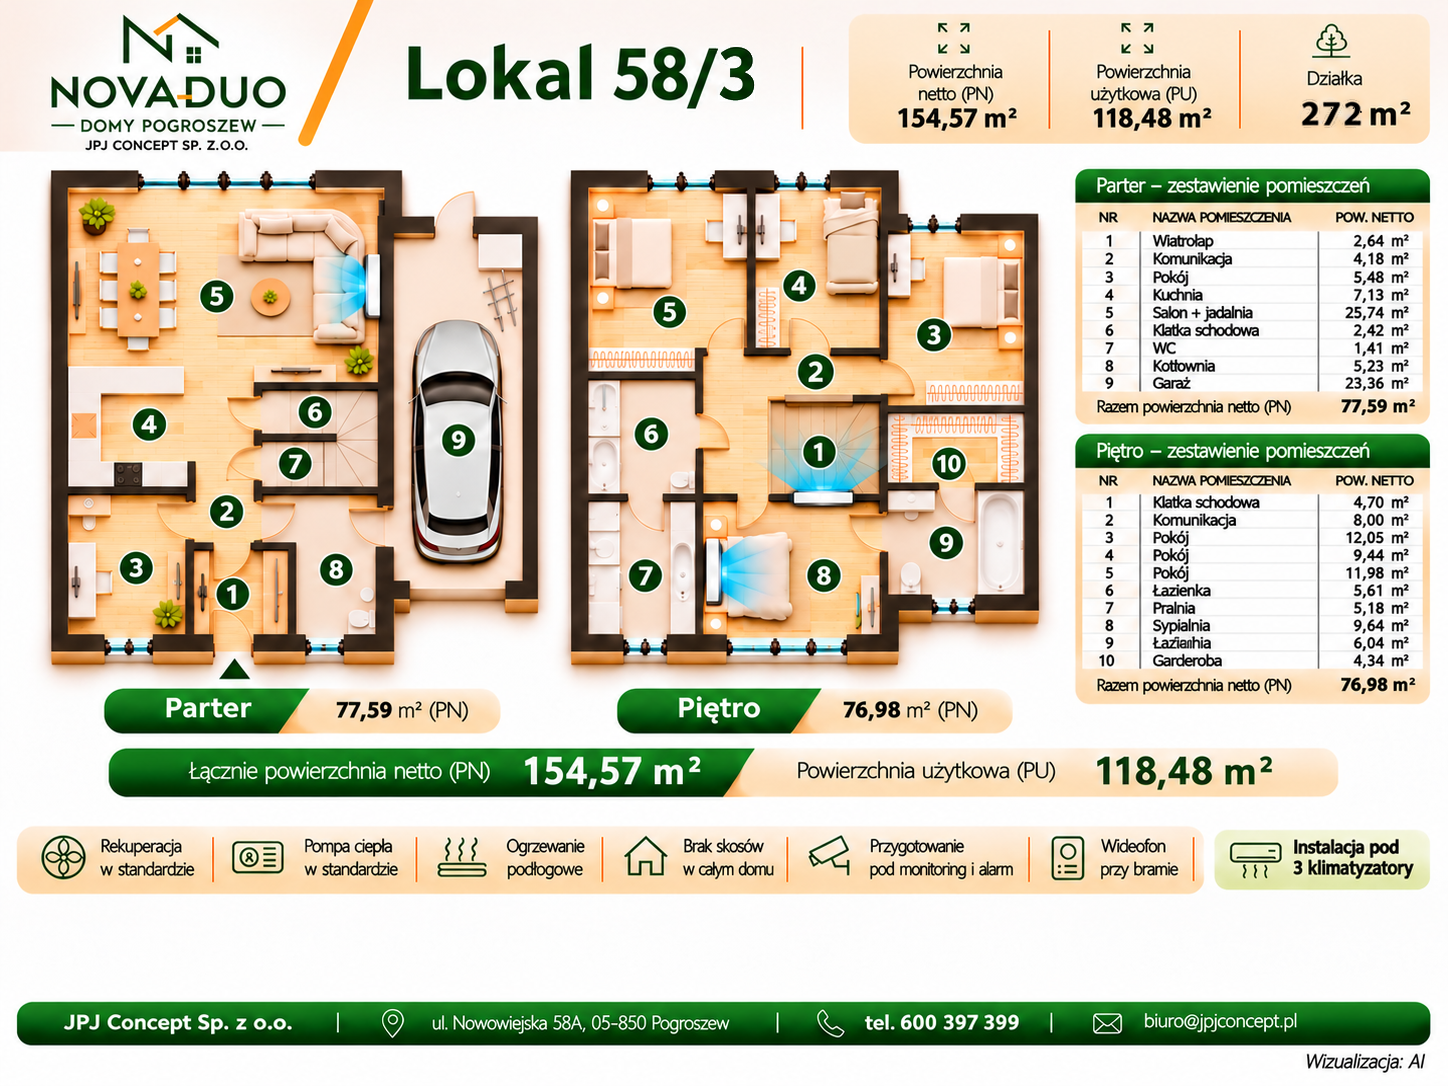 NOVA-DUO
DOMY POGROSZEW
JPJ CONCEPT SP. Z.O.O.
Lokal 58/3
Powierzchnia
netto (PN)
154,57 m²
Powierzchnia
użytkowa (PU)
118,48 m²
Działka
272 m²
5
4
6
7
9
2
3
1
8
5
4
3
2
6
1
10
7
8
9
Parter – zestawienie pomieszczeń
NR NAZWA POMIESZCZENIA POW. NETTO
1 Wiatrołap 2,64 m²
2 Komunikacja 4,18 m²
3 Pokój 5,48 m²
4 Kuchnia 7,13 m²
5 Salon + jadalnia 25,74 m²
6 Klatka schodowa 2,42 m²
7 WC 1,41 m²
8 Kotłownia 5,23 m²
9 Garaż 23,36 m²
Razem powierzchnia netto (PN) 77,59 m²
Piętro – zestawienie pomieszczeń
NR NAZWA POMIESZCZENIA POW. NETTO
1 Klatka schodowa 4,70 m²
2 Komunikacja 8,00 m²
3 Pokój 12,05 m²
4 Pokój 9,44 m²
5 Pokój 11,98 m²
6 Łazienka 5,61 m²
7 Pralnia 5,18 m²
8 Sypialnia 9,64 m²
9 6,04 m²
10 Garderoba 4,34 m²
Razem powierzchnia netto (PN) 76,98 m²
Parter 77,59 m² (PN)
Piętro 76,98 m² (PN)
Łącznie powierzchnia netto (PN) 154,57 m² Powierzchnia użytkowa (PU) 118,48 m²
Rekuperacja
w standardzie
Pompa ciepła
w standardzie
Ogrzewanie
podłogowe
Brak skosów
w całym domu
Przygotowanie
pod monitoring i alarm
Wideofon
przy bramie
Instalacja pod
3 klimatyzatory
JPJ Concept Sp. z o.o. | ul. Nowowiejska 58A, 05-850 Pogroszew | tel. 600 397 399 | biuro@jpjconcept.pl
Wizualizacja: AI